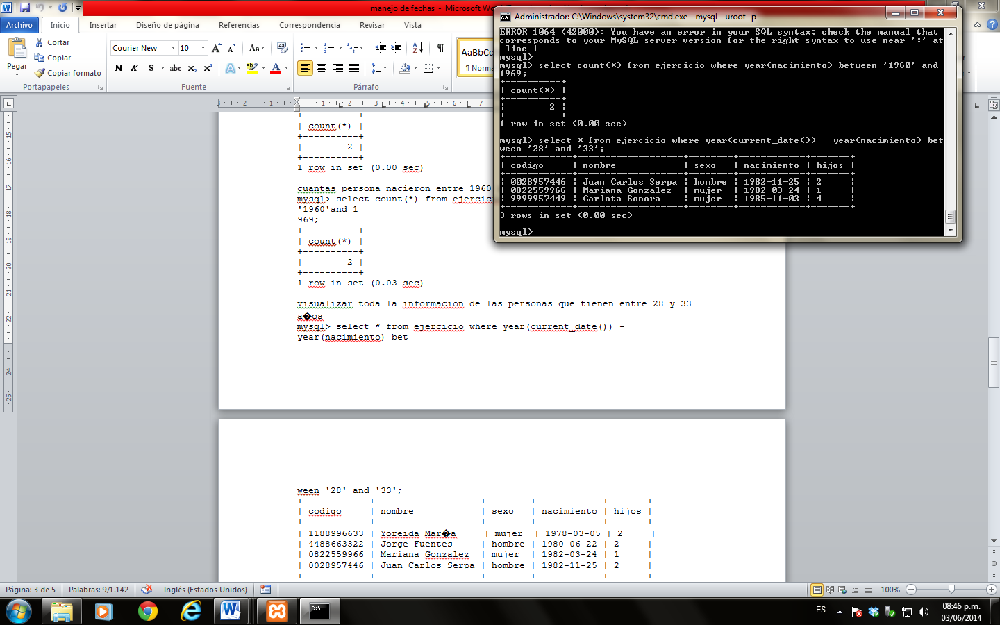 manejo de fechas - Microsoft Wo
Archivo Inicio Insertar Diseño de página Referencias Correspondencia Revisar Vista
Pegar
Cortar
Copiar
Copiar formato
Portapapeles
Courier New 10
Fuente
Párrafo
AaBbCc
¶ Norma
Administrador: C:\Windows\system32\cmd.exe - mysql -uroot -p
ERROR 1064 (42000): You have an error in your SQL syntax; check the manual that
corresponds to your MySQL server version for the right syntax to use near ':' at
line 1
mysql>
mysql> select count(*) from ejercicio where year(nacimiento) between '1960' and
1969;
+----------+
¦ count(*) ¦
+----------+
¦        2 ¦
+----------+
1 row in set (0.00 sec)
mysql> select * from ejercicio where year(current_date()) - year(nacimiento) bet
ween '28' and '33';
+------------+-------------------+--------+------------+-------+
¦ codigo     ¦ nombre            ¦ sexo   ¦ nacimiento ¦ hijos ¦
+------------+-------------------+--------+------------+-------+
¦ 0028957446 ¦ Juan Carlos Serpa ¦ hombre ¦ 1982-11-25 ¦ 2     ¦
¦ 0822559966 ¦ Mariana Gonzalez  ¦ mujer  ¦ 1982-03-24 ¦ 1     ¦
¦ 9999957449 ¦ Carlota Sonora    ¦ mujer  ¦ 1985-11-03 ¦ 4     ¦
+------------+-------------------+--------+------------+-------+
3 rows in set (0.00 sec)
mysql>
3 2 1 1 2 3 4 5 6 7
+----------+
| count(*) |
+----------+
|        2 |
+----------+
1 row in set (0.00 sec)
cuantas persona nacieron entre 1960
mysql> select count(*) from ejercic
'1960'and 1
969;
+----------+
| count(*) |
+----------+
|        2 |
+----------+
1 row in set (0.03 sec)
visualizar toda la informacion de las personas que tienen entre 28 y 33
a�os
mysql> select * from ejercicio where year(current_date()) -
year(nacimiento) bet
ween '28' and '33';
+------------+-------------------+--------+------------+-------+
| codigo     | nombre            | sexo   | nacimiento | hijos |
+------------+-------------------+--------+------------+-------+
| 1188996633 | Yoreida Mar�a     | mujer  | 1978-03-05 | 2     |
| 4488663322 | Jorge Fuentes     | hombre | 1980-06-22 | 2     |
| 0822559966 | Mariana Gonzalez  | mujer  | 1982-03-24 | 1     |
| 0028957446 | Juan Carlos Serpa | hombre | 1982-11-25 | 2     |
+------------+-------------------+--------+------------+-------+
Página: 3 de 5 Palabras: 9/1.142 Inglés (Estados Unidos) 100%
ES 08:46 p.m.
03/06/2014